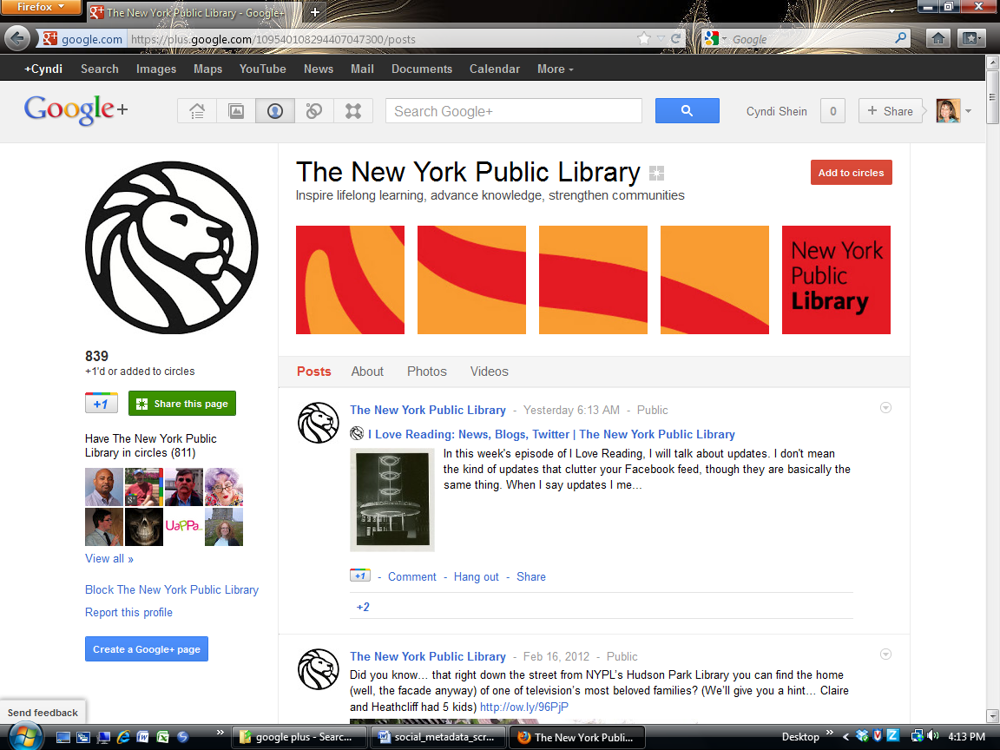 Firefox
The New York Public Library - Google+
google.com https://plus.google.com/109540108294407047300/posts
Google
+Cyndi Search Images Maps YouTube News Mail Documents Calendar More
Google+
Search Google+
Cyndi Shein 0 + Share
The New York Public Library
Add to circles
Inspire lifelong learning, advance knowledge, strengthen communities
New York
Public
Library
839
+1'd or added to circles
+1 Share this page
Have The New York Public
Library in circles (811)
UaPPa
View all »
Block The New York Public Library
Report this profile
Create a Google+ page
Posts About Photos Videos
The New York Public Library - Yesterday 6:13 AM - Public
I Love Reading: News, Blogs, Twitter | The New York Public Library
In this week's episode of I Love Reading, I will talk about updates. I don't mean
the kind of updates that clutter your Facebook feed, though they are basically the
same thing. When I say updates I me...
+1 - Comment - Hang out - Share
+2
The New York Public Library - Feb 16, 2012 - Public
Did you know… that right down the street from NYPL's Hudson Park Library you can find the home
(well, the facade anyway) of one of television's most beloved families? (We'll give you a hint… Claire
and Heathcliff had 5 kids) http://ow.ly/96PjP
Send feedback
google plus - Searc... social_metadata_scr... The New York Publi...
Desktop 4:13 PM